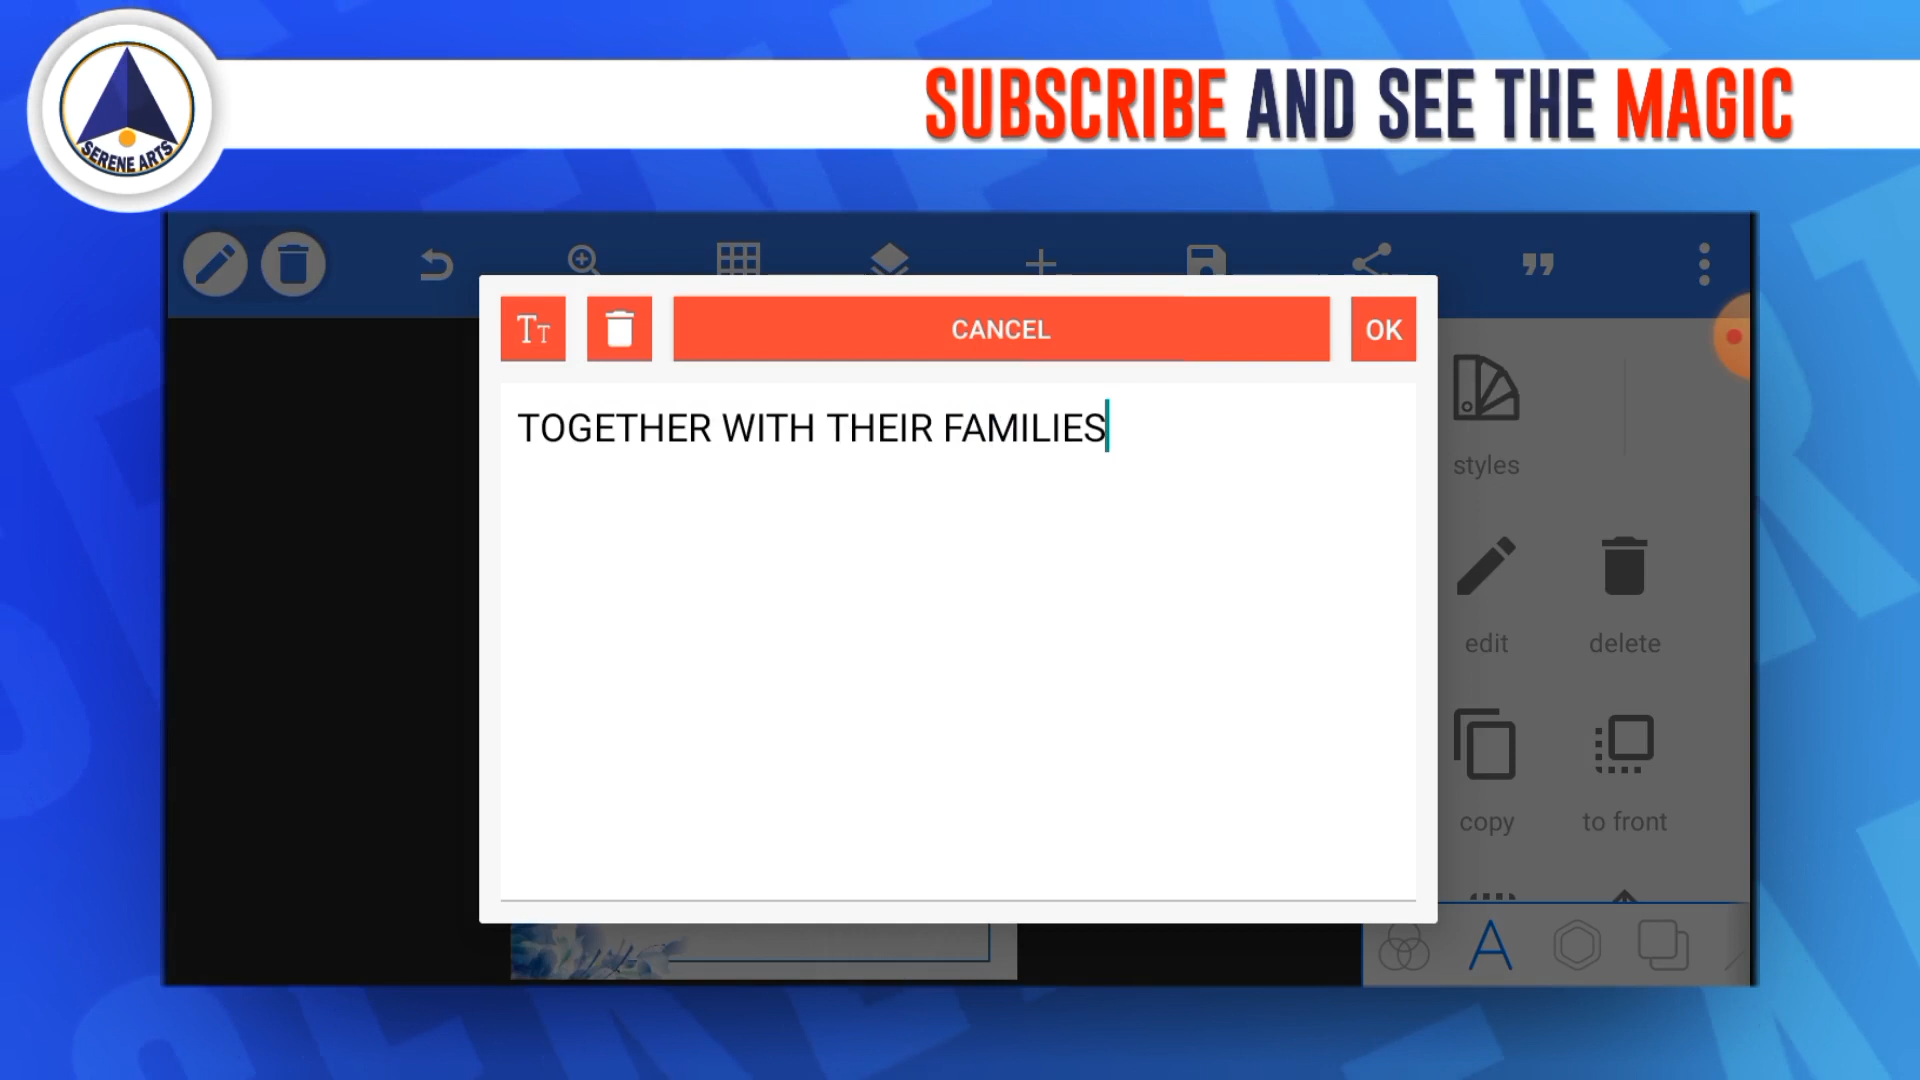 SUBSCRIBE AND SEE THE MAGIC
SERENE ARTS
CANCEL
OK
TOGETHER WITH THEIR FAMILIES
styles
edit
delete
copy
to front